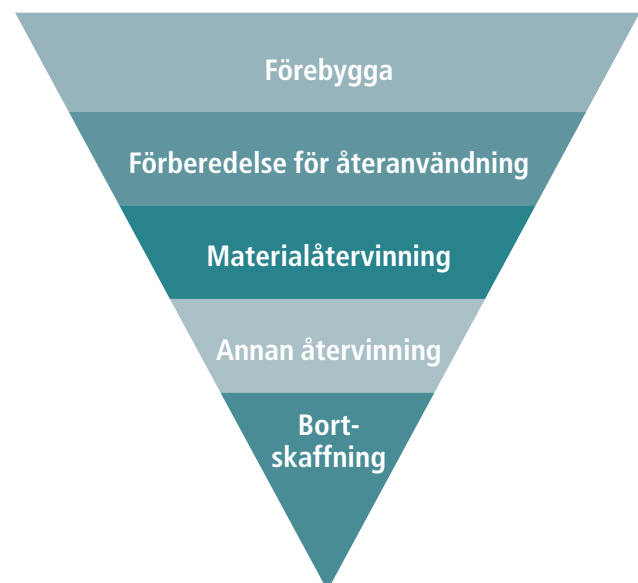 Förebygga
Förberedelse för återanvändning
Materialåtervinning
Annan återvinning
Bort-
skaffning